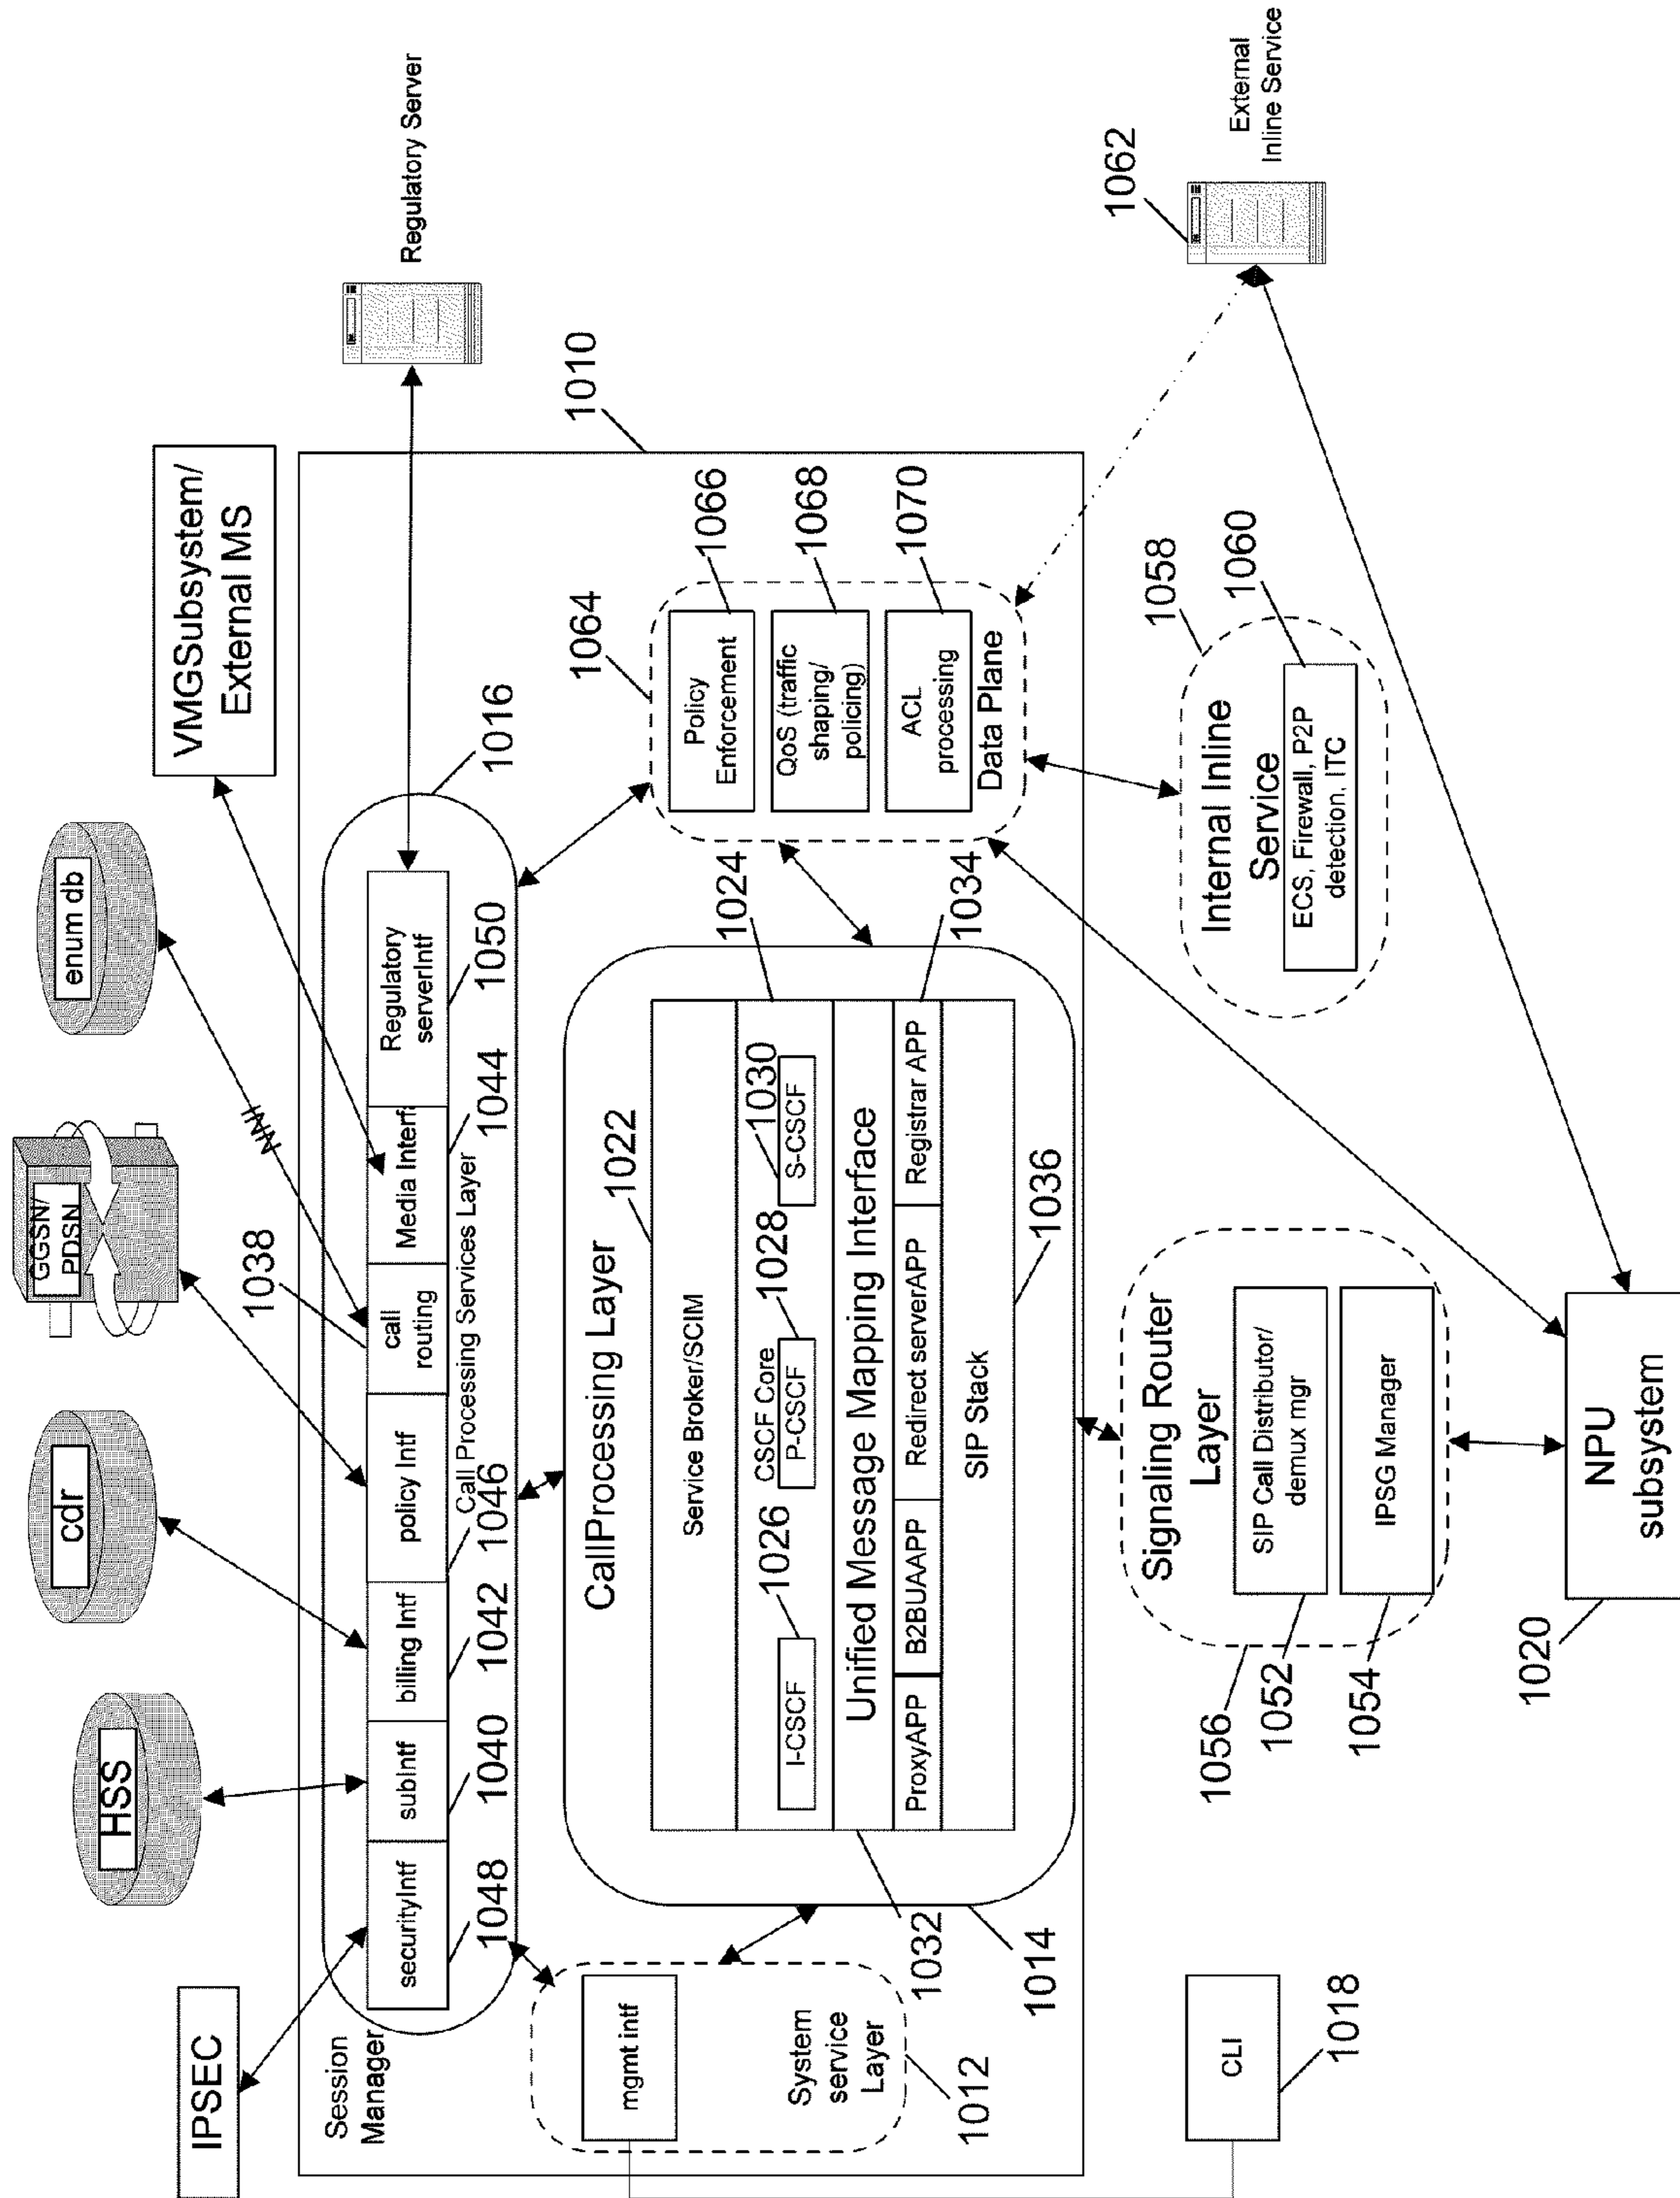 IPSEC
HSS
cdr
GGSN/
PDSN
enum db
VMGSubsystem/
External MS
Regulatory Server
Session
Manager
1038
1016
1010
securityIntf
subIntf
billing Intf
policy Intf
call
routing
Media Interf
Regulatory
serverIntf
Call Processing Services Layer
1048
1040
1042
1046
1044
1050
mgmt intf
System
service
Layer
1012
CallProcessing Layer
1022
Service Broker/SCIM
1024
CSCF Core
1026
1028
1030
I-CSCF
P-CSCF
S-CSCF
Unified Message Mapping Interface
ProxyAPP
B2BUAAPP
Redirect serverAPP
Registrar APP
1034
SIP Stack
1032
1014
1036
1064
Policy
Enforcement
1066
QoS (traffic
shaping/
policing)
1068
ACL
processing
1070
Data Plane
CLI
1018
Signaling Router
Layer
SIP Call Distributor/
demux mgr
IPSG Manager
1056
1052
1054
Internal Inline
Service
1058
ECS, Firewall, P2P
detection, ITC
1060
1062
External
Inline Service
NPU
subsystem
1020